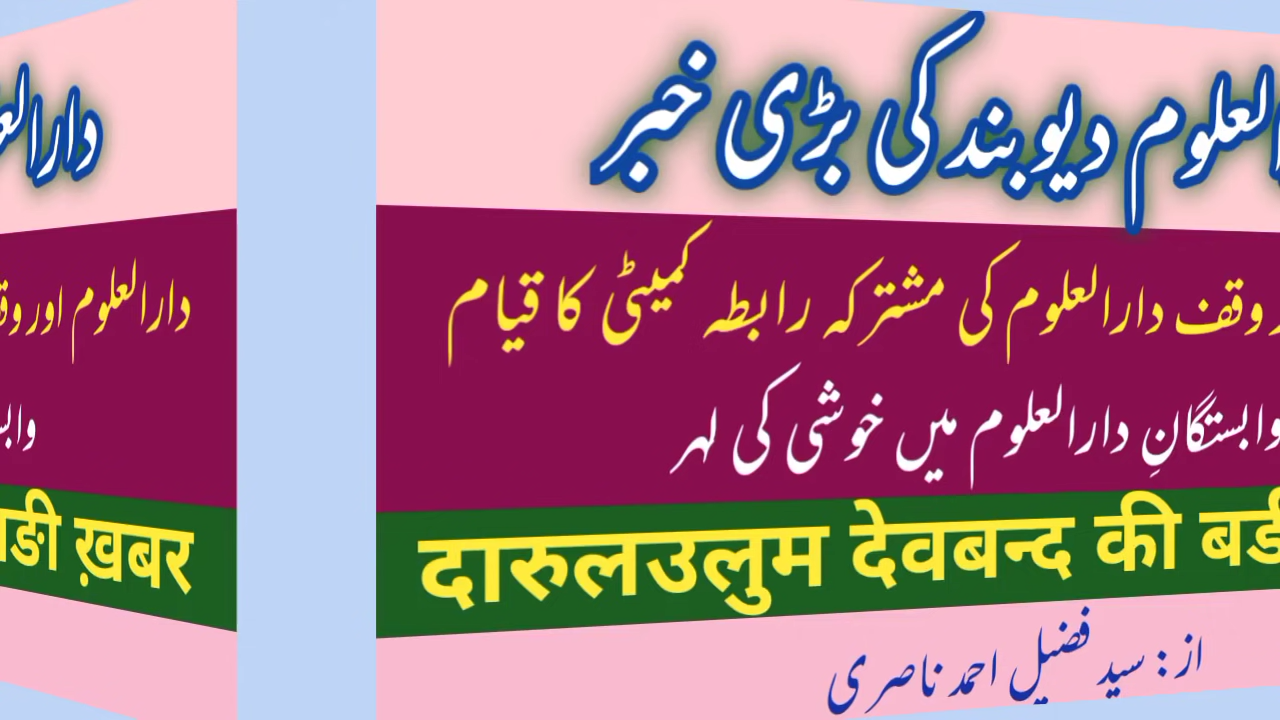 العلوم دیوبند کی بڑی خبر
وقف دارالعلوم کی مشترکہ رابطہ کمیٹی کا قیام
وابستگانِ دارالعلوم میں خوشی کی لہر
दारुलउलुम देवबन्द की
از: سید فضیل احمد ناصری
دارالع
دارالعلوم اور وق
وابس
ख़बर